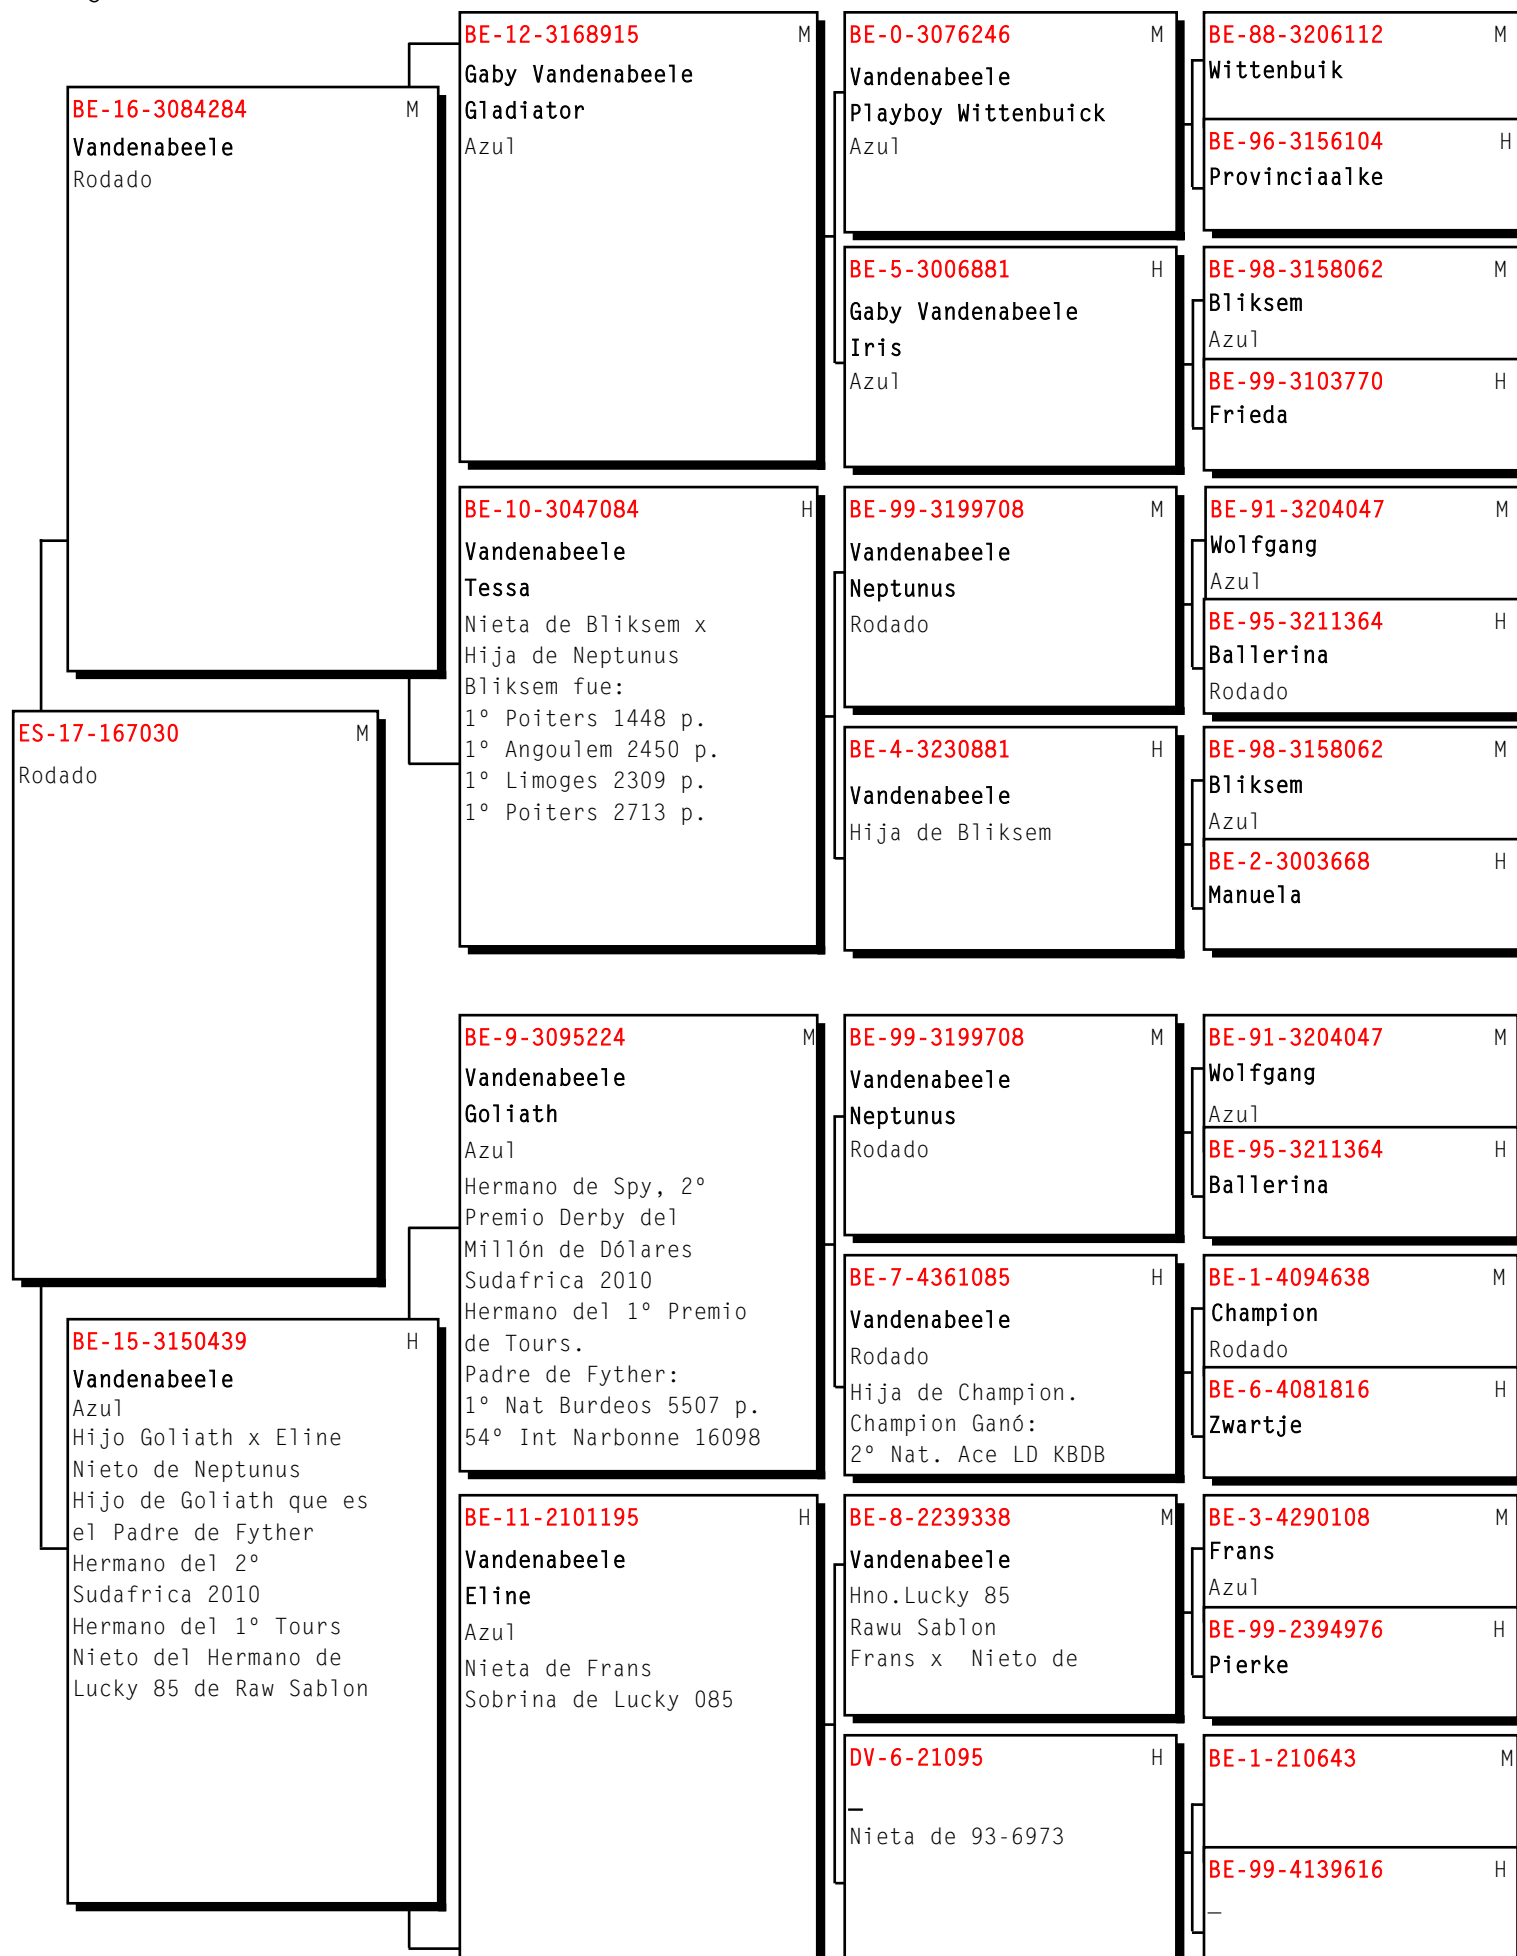 BE-16-3084284 M
Vandenabeele
Rodado
ES-17-167030 M
Rodado
BE-15-3150439 H
Vandenabeele
Azul
Hijo Goliath x Eline
Nieto de Neptunus
Hijo de Goliath que es
el Padre de Fyther
Hermano del 2º
Sudafrica 2010
Hermano del 1º Tours
Nieto del Hermano de
Lucky 85 de Raw Sablon
BE-12-3168915 M
Gaby Vandenabeele
Gladiator
Azul
BE-10-3047084 H
Vandenabeele
Tessa
Nieta de Bliksem x
Hija de Neptunus
Bliksem fue:
1º Poiters 1448 p.
1º Angoulem 2450 p.
1º Limoges 2309 p.
1º Poiters 2713 p.
BE-9-3095224 M
Vandenabeele
Goliath
Azul
Hermano de Spy, 2º
Premio Derby del
Millón de Dólares
Sudafrica 2010
Hermano del 1º Premio
de Tours.
Padre de Fyther:
1º Nat Burdeos 5507 p.
54º Int Narbonne 16098
BE-11-2101195 H
Vandenabeele
Eline
Azul
Nieta de Frans
Sobrina de Lucky 085
BE-0-3076246 M
Vandenabeele
Playboy Wittenbuick
Azul
BE-5-3006881 H
Gaby Vandenabeele
Iris
Azul
BE-99-3199708 M
Vandenabeele
Neptunus
Rodado
BE-4-3230881 H
Vandenabeele
Hija de Bliksem
BE-99-3199708 M
Vandenabeele
Neptunus
Rodado
BE-7-4361085 H
Vandenabeele
Rodado
Hija de Champion.
Champion Ganó:
2º Nat. Ace LD KBDB
BE-8-2239338 M
Vandenabeele
Hno.Lucky 85
Rawu Sablon
Frans x  Nieto de
DV-6-21095 H
_
Nieta de 93-6973
BE-88-3206112 M
Wittenbuik
BE-96-3156104 H
Provinciaalke
BE-98-3158062 M
Bliksem
Azul
BE-99-3103770 H
Frieda
BE-91-3204047 M
Wolfgang
Azul
BE-95-3211364 H
Ballerina
Rodado
BE-98-3158062 M
Bliksem
Azul
BE-2-3003668 H
Manuela
BE-91-3204047 M
Wolfgang
Azul
BE-95-3211364 H
Ballerina
BE-1-4094638 M
Champion
Rodado
BE-6-4081816 H
Zwartje
BE-3-4290108 M
Frans
Azul
BE-99-2394976 H
Pierke
BE-1-210643 M
BE-99-4139616 H
_